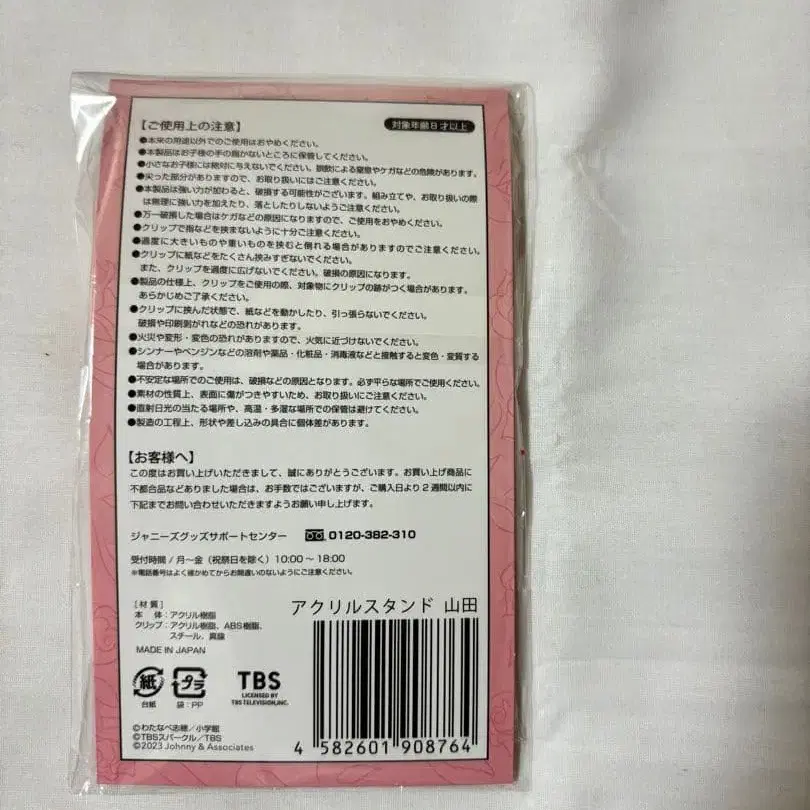 【ご使用上の注意】
対象年齢8才以上
●本来の用途以外でのご使用はおやめください。
●本製品はお子様の手の届かないところに保管してください。
●小さなお子様には絶対に与えないでください。誤飲による窒息やケガなどの危険があります。
●尖った部分がありますので、お取り扱いにはご注意ください。
●本製品は強い力が加わると、破損する可能性がございます。組み立てや、お取り扱いの際
は無理に強力を加えたり、落としたりしないようご注意ください。
●万一破損した場合はケガなどの原因になりますので、ご使用をおやめください。
●クリップで指などを挟まないように十分ご注意ください。
●過度に大きいものや重いものを挟むと倒れる場合がありますのでご注意ください。
●クリップに紙などをたくさん挟みすぎないでください。
また、クリップを過度に広げないでください。破損の原因になります。
●製品の仕様上、クリップをご使用の際、対象物にクリップの跡がつく場合があります。
あらかじめご了承ください。
●クリップに挟んだ状態で、紙などを動かしたり、引っ張らないでください。
破損や印刷剥がれなどの恐れがあります。
●火災や変形・変色の恐れがありますので、火気に近づけないでください。
●シンナーやベンジンなどの溶剤や薬品・化粧品・消毒液などと接触すると変色・変質する
場合があります。
●不安定な場所でのご使用は、破損などの原因となります。必ず平らな場所でご使用ください。
●素材の性質上、表面に傷がつきやすいため、お取り扱いにご注意ください。
●直射日光の当たる場所や、高温・多湿な場所での保管は避けてください。
●製造の工程上、形状や差し込みの具合に個体差があります。
【お客様へ】
この度はお買い上げいただきまして、誠にありがとうございます。お買い上げ商品に
不都合品などありました場合は、お手数ではございますが、ご購入日より2週間以内に
下記までお問い合わせいただきますようお願い申し上げます。
ジャニーズグッズサポートセンター 0120-382-310
受付時間/月～金(祝祭日を除く)10:00～18:00
※電話番号はよく確かめてからお間違いのないようにご注意ください。
[材質]
本 体:アクリル樹脂
クリップ:アクリル樹脂、ABS樹脂、
スチール、真鍮
MADE IN JAPAN
アクリルスタンド 山田
紙
台紙
プラ
袋:PP
TBS
LICENSED BY
TBS TELEVISION,INC.
©わたなべ志穂/小学館
©TBSスパークル/TBS
©2023 Johnny & Associates
4 582601 908764